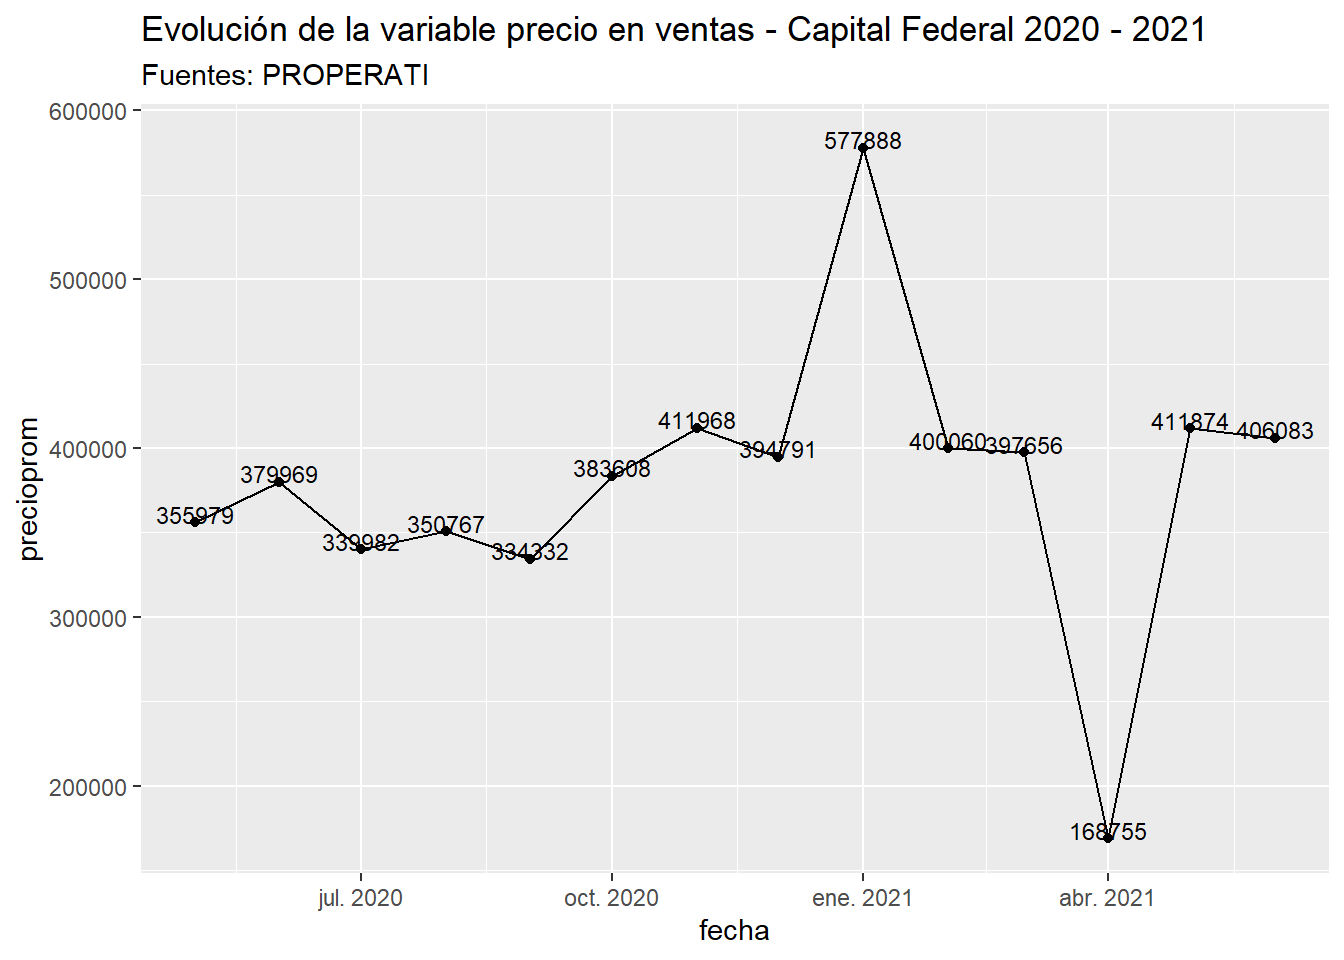 Evolución de la variable precio en ventas - Capital Federal 2020 - 2021
Fuentes: PROPERATI
600000
500000
400000
300000
200000
precioprom
355979
379969
339982
350767
334332
383608
411968
394791
577888
400060
397656
168755
411874
406083
jul. 2020
oct. 2020
ene. 2021
abr. 2021
fecha